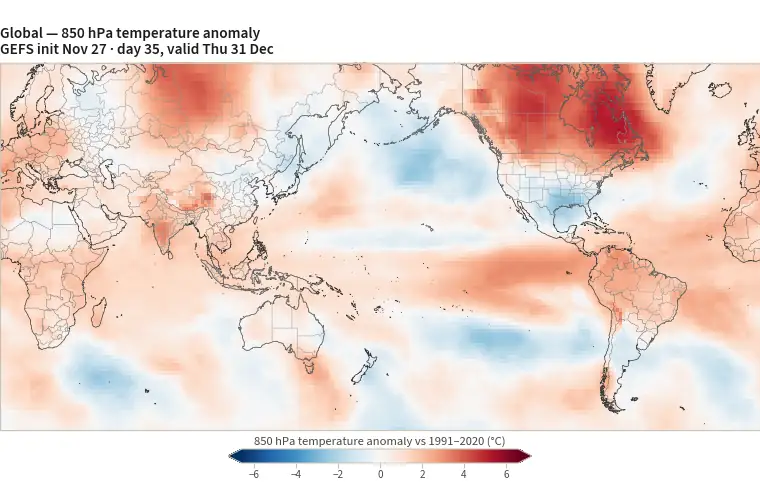 Global — 850 hPa temperature anomaly
GEFS init Nov 27 · day 35, valid Thu 31 Dec
850 hPa temperature anomaly vs 1991–2020 (°C)
−6 −4 −2 0 2 4 6